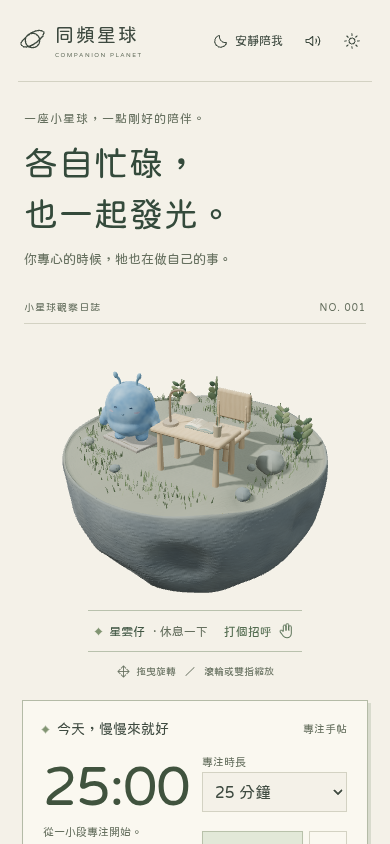 同頻星球
COMPANION PLANET
安靜陪我
一座小星球，一點剛好的陪伴。
各自忙碌，
也一起發光。
你專心的時候，牠也在做自己的事。
小星球觀察日誌
NO. 001
星雲仔 · 休息一下
打個招呼
拖曳旋轉 ／ 滾輪或雙指縮放
今天，慢慢來就好
專注手帖
25:00
專注時長
25 分鐘
從一小段專注開始。